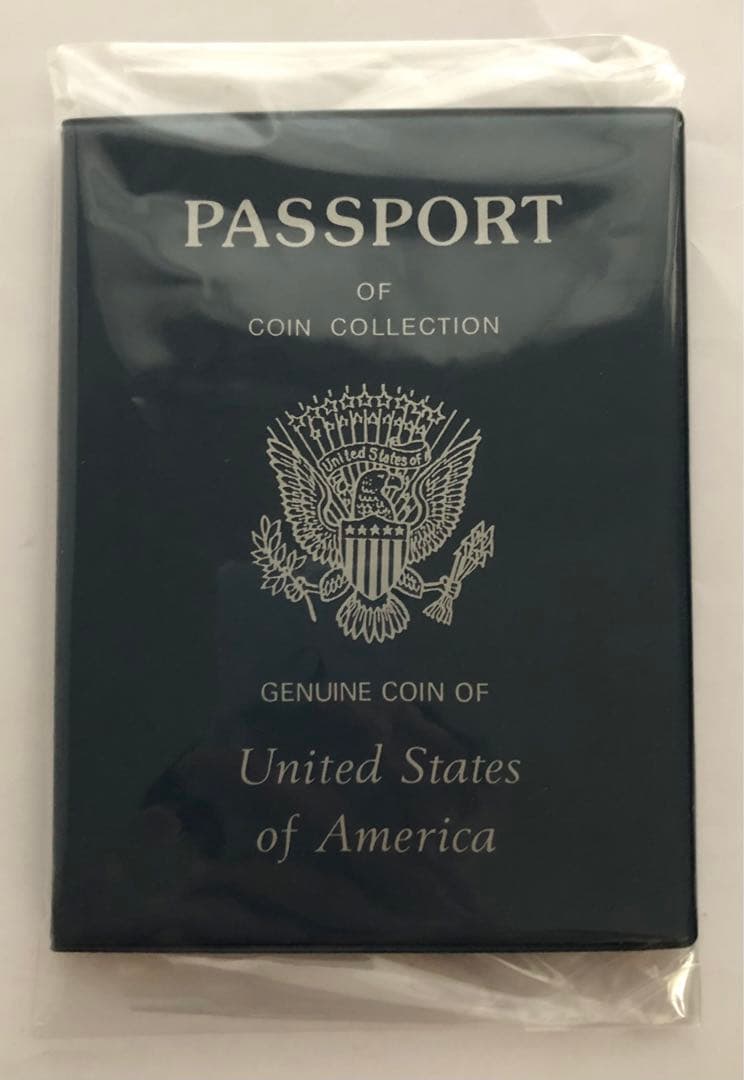 PASSPORT
OF
COIN COLLECTION
United States of
GENUINE COIN OF
United States
of America